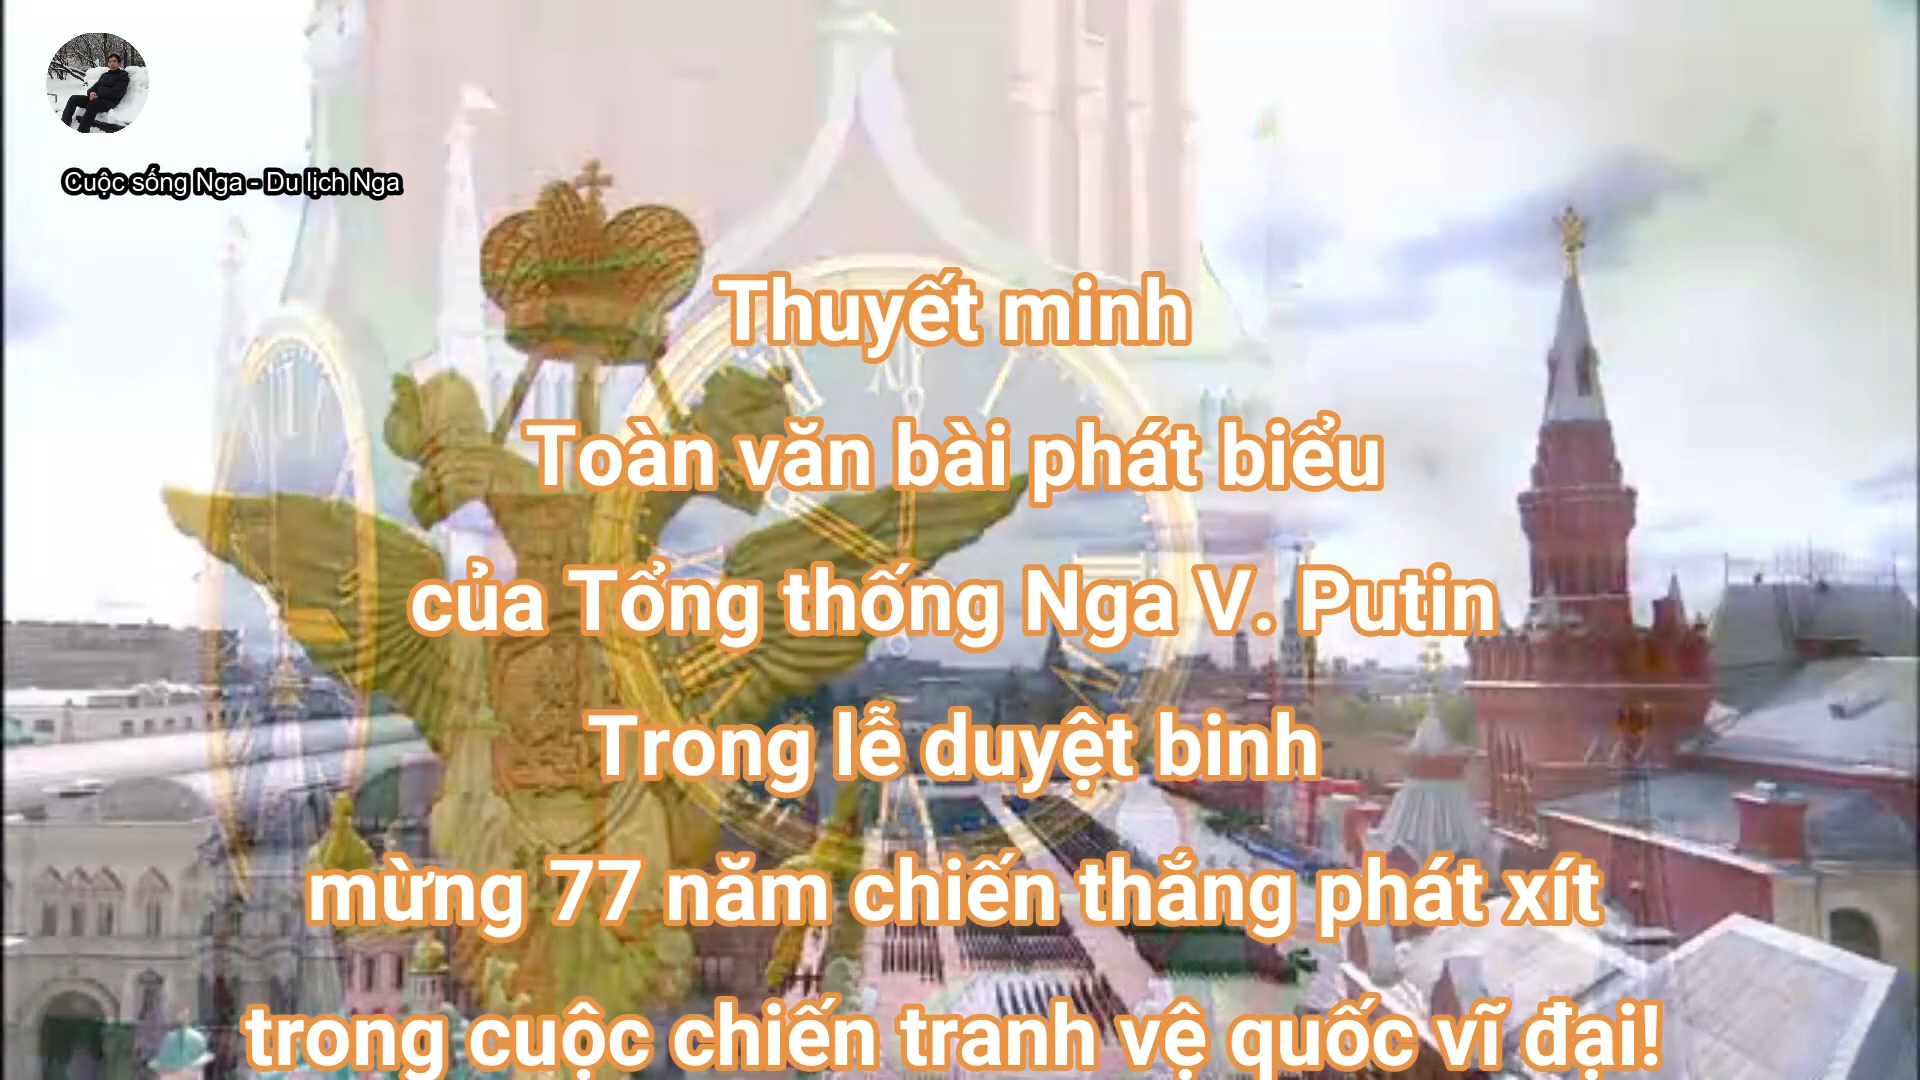 Cuộc sống Nga - Du lịch Nga
Thuyết minh
Toàn văn bài phát biểu
của Tổng thống Nga V. Putin
Trong lễ duyệt binh
mừng 77 năm chiến thắng phát xít
trong cuộc chiến tranh vệ quốc vĩ đại!